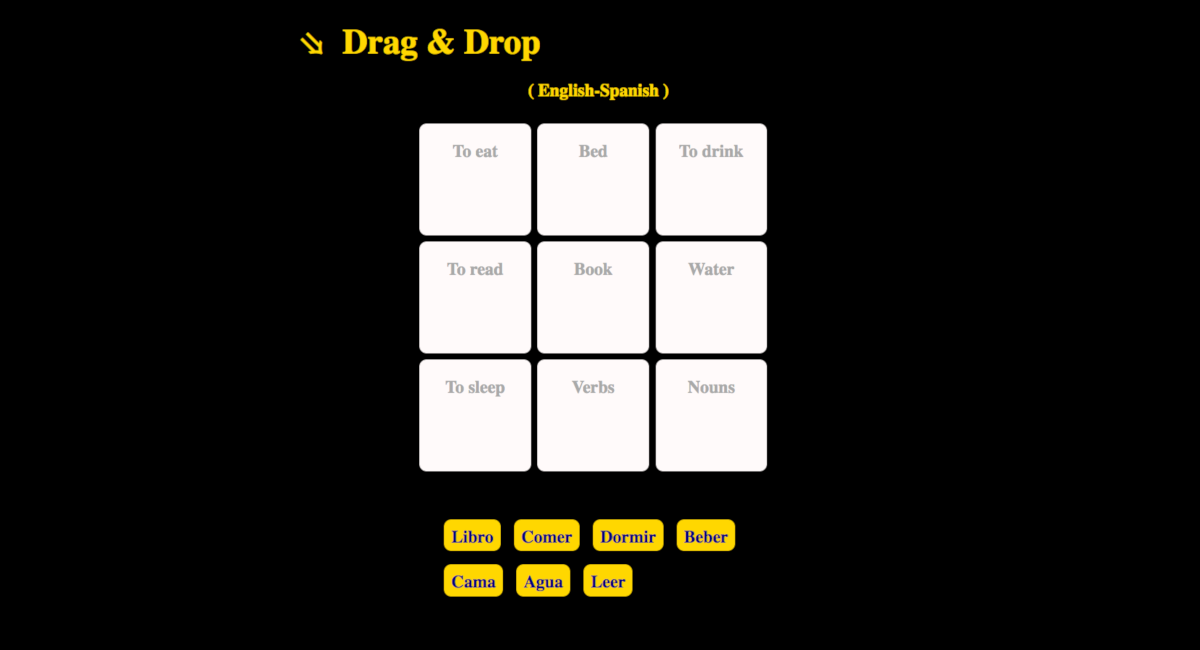 ⇘ Drag & Drop
( English-Spanish )
To eat Bed To drink
To read Book Water
To sleep Verbs Nouns
Libro Comer Dormir Beber
Cama Agua Leer